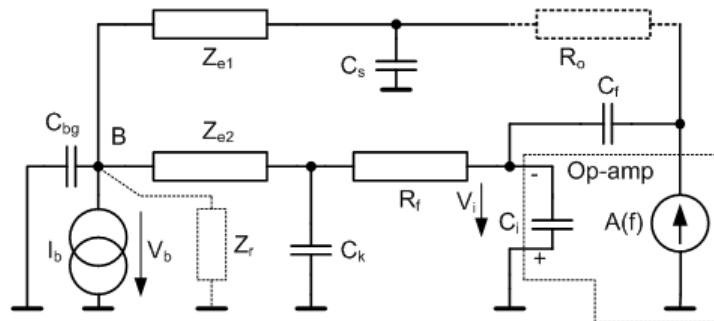 Z_e1
C_s
R_o
C_f
C_bg
B
Z_e2
R_f
V_i
-
Op-amp
C_i
A(f)
I_b
V_b
Z_r
C_k
+